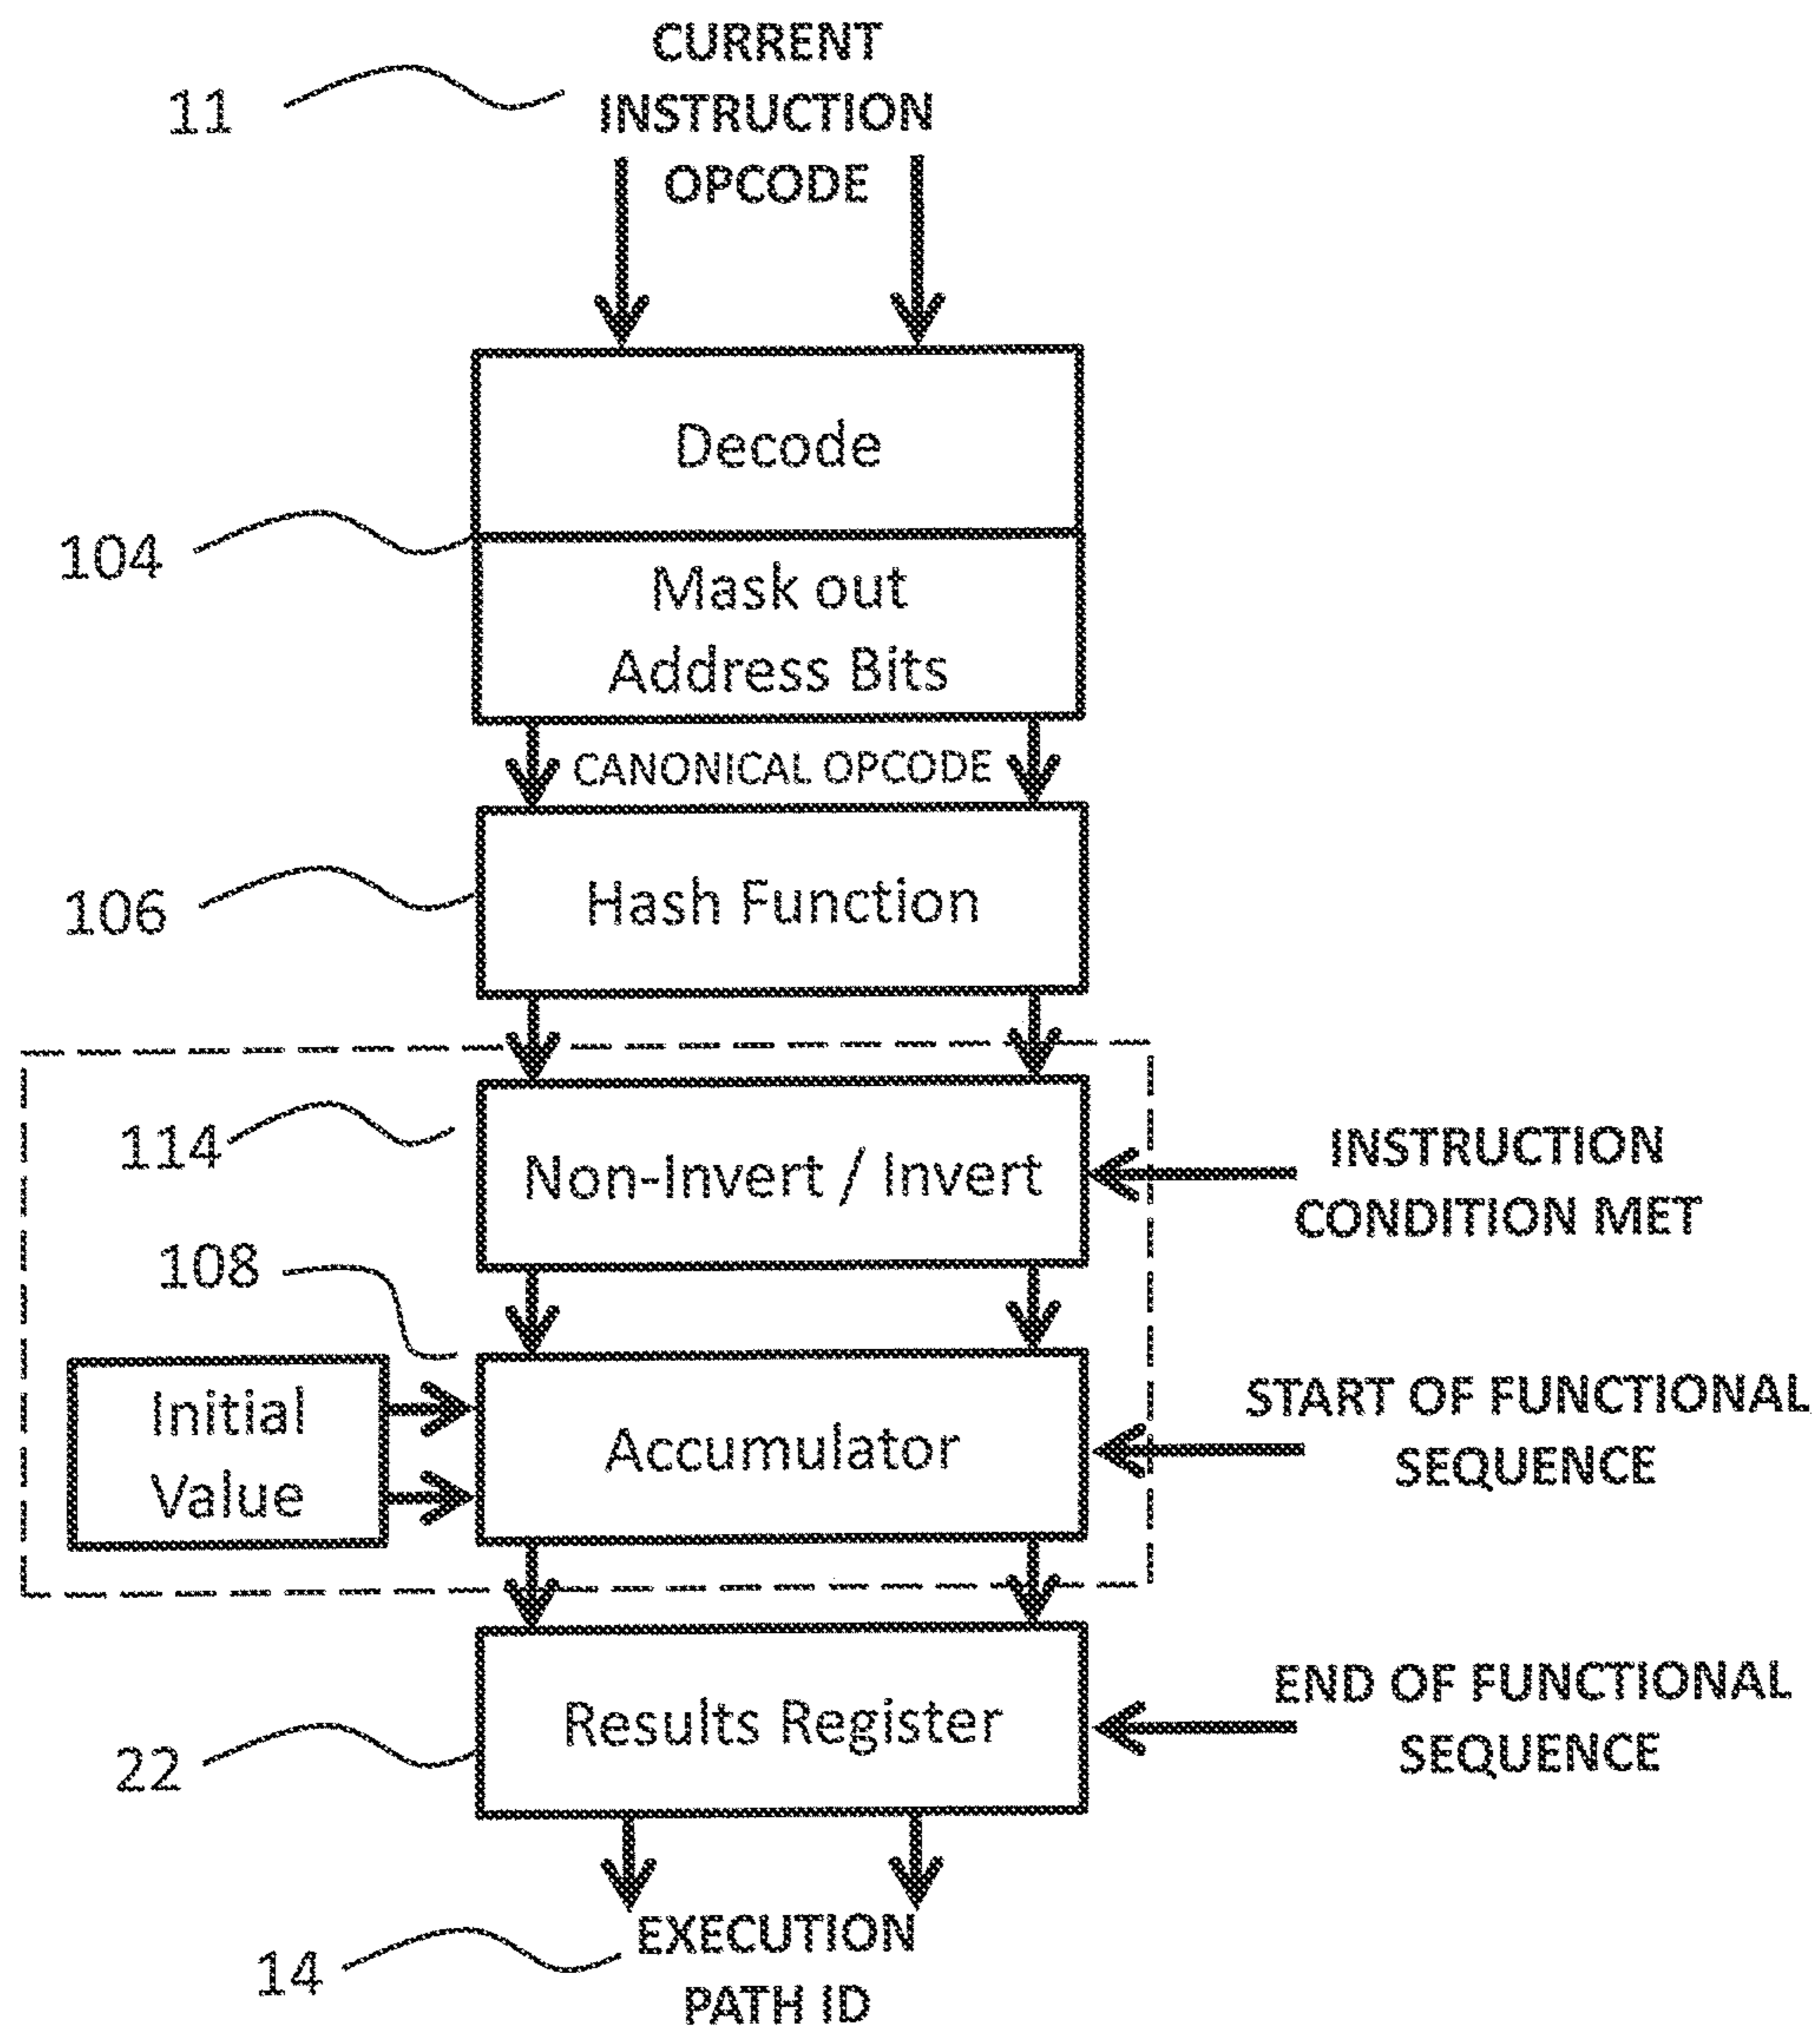 CURRENT
11
INSTRUCTION
OPCODE
Decode
104
Mask out
Address Bits
CANONICAL OPCODE
106
Hash Function
114
Non-Invert / Invert
INSTRUCTION
CONDITION MET
108
Initial
Value
Accumulator
START OF FUNCTIONAL
SEQUENCE
22
Results Register
END OF FUNCTIONAL
SEQUENCE
14
EXECUTION
PATH ID